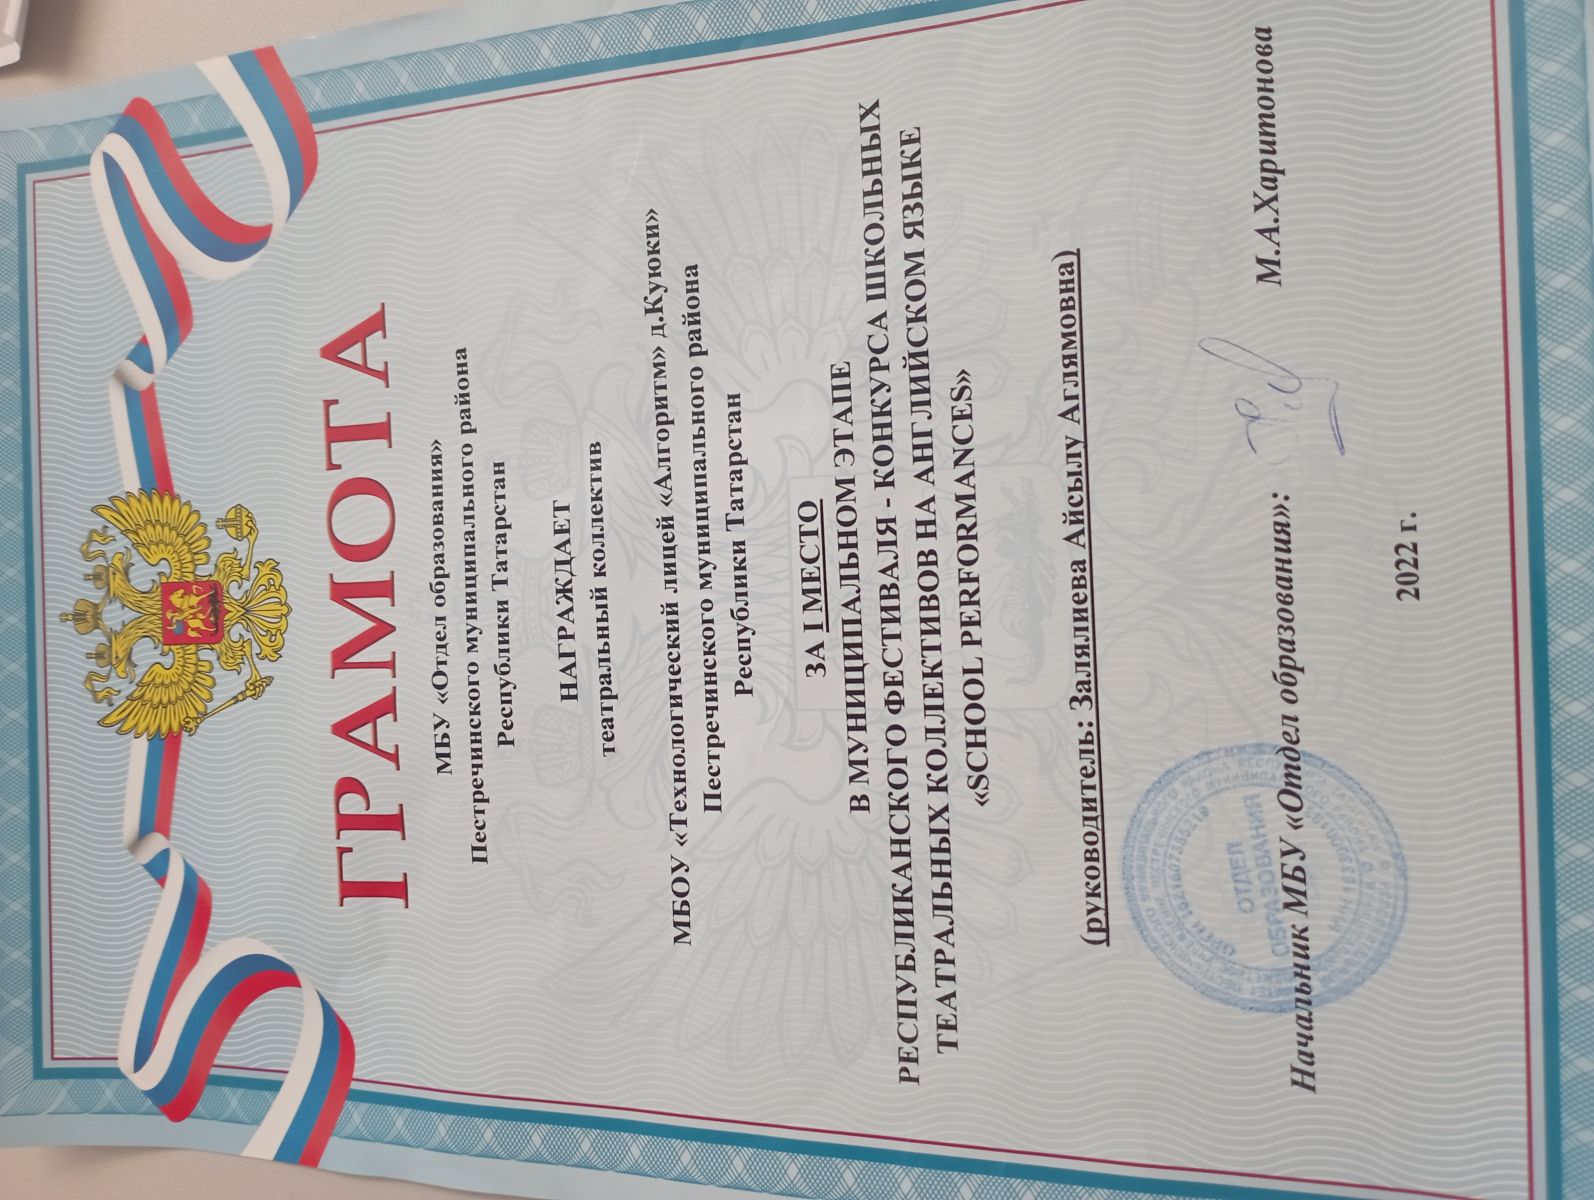 ГРАМОТА
МБУ «Отдел образования»
Пестречинского муниципального района
Республики Татарстан
НАГРАЖДАЕТ
театральный коллектив
МБОУ «Технологический лицей «Алгоритм» д.Куюки»
Пестречинского муниципального района
Республики Татарстан
ЗА I МЕСТО
В МУНИЦИПАЛЬНОМ ЭТАПЕ
РЕСПУБЛИКАНСКОГО ФЕСТИВАЛЯ - КОНКУРСА ШКОЛЬНЫХ
ТЕАТРАЛЬНЫХ КОЛЛЕКТИВОВ НА АНГЛИЙСКОМ ЯЗЫКЕ
«SCHOOL PERFORMANCES»
(руководитель: Залялиева Айсылу Аглямовна)
ОТДЕЛ
ОБРАЗОВАНИЯ
Начальник МБУ «Отдел образования»: М.А.Харитонова
2022 г.